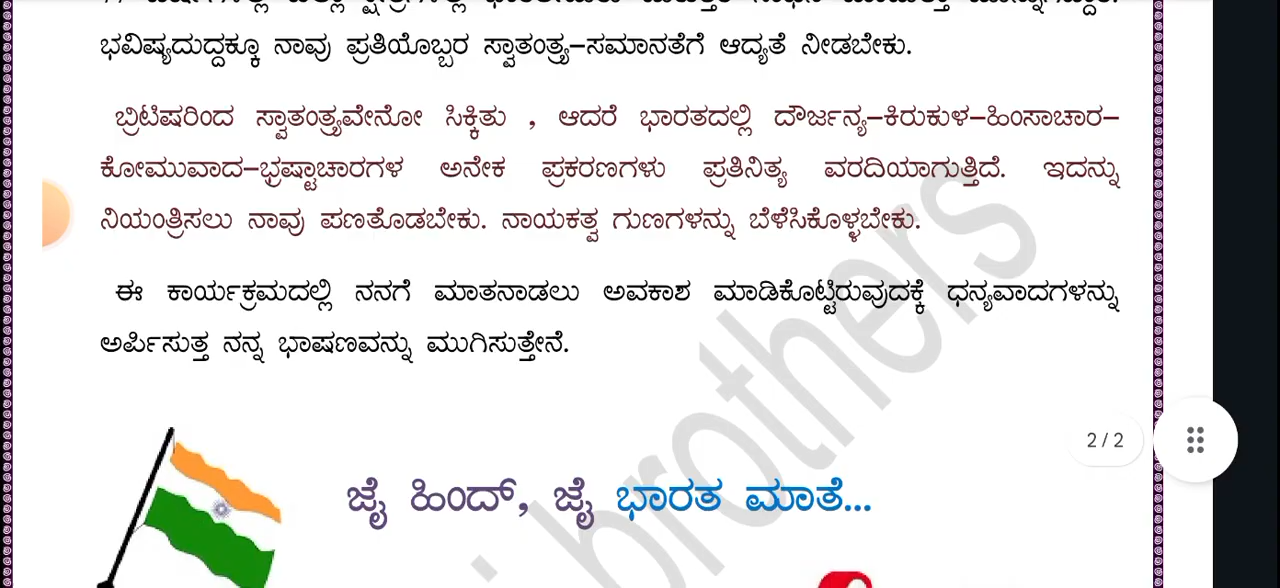 ಭವಿಷ್ಯದುದ್ದಕ್ಕೂ ನಾವು ಪ್ರತಿಯೊಬ್ಬರ ಸ್ವಾತಂತ್ರ್ಯ-ಸಮಾನತೆಗೆ ಆದ್ಯತೆ ನೀಡಬೇಕು.
ಬ್ರಿಟಿಷರಿಂದ ಸ್ವಾತಂತ್ರ್ಯವೇನೋ ಸಿಕ್ಕಿತು , ಆದರೆ ಭಾರತದಲ್ಲಿ ದೌರ್ಜನ್ಯ-ಕಿರುಕುಳ-ಹಿಂಸಾಚಾರ-
ಕೋಮುವಾದ-ಭ್ರಷ್ಟಾಚಾರಗಳ ಅನೇಕ ಪ್ರಕರಣಗಳು ಪ್ರತಿನಿತ್ಯ ವರದಿಯಾಗುತ್ತಿದೆ. ಇದನ್ನು
ನಿಯಂತ್ರಿಸಲು ನಾವು ಪಣತೊಡಬೇಕು. ನಾಯಕತ್ವ ಗುಣಗಳನ್ನು ಬೆಳೆಸಿಕೊಳ್ಳಬೇಕು.
ಈ ಕಾರ್ಯಕ್ರಮದಲ್ಲಿ ನನಗೆ ಮಾತನಾಡಲು ಅವಕಾಶ ಮಾಡಿಕೊಟ್ಟಿರುವುದಕ್ಕೆ ಧನ್ಯವಾದಗಳನ್ನು
ಅರ್ಪಿಸುತ್ತ ನನ್ನ ಭಾಷಣವನ್ನು ಮುಗಿಸುತ್ತೇನೆ.
brothers
2 / 2
ಜೈ ಹಿಂದ್, ಜೈ ಭಾರತ ಮಾತೆ...